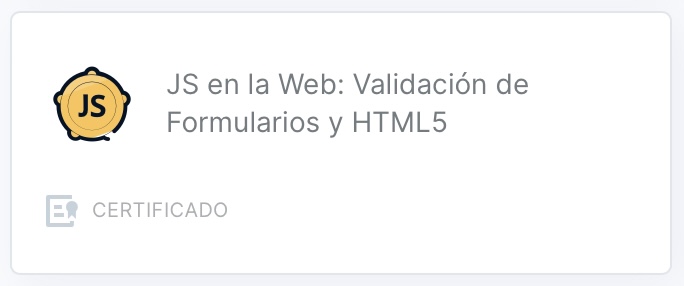 JS
JS en la Web: Validación de
Formularios y HTML5
CERTIFICADO